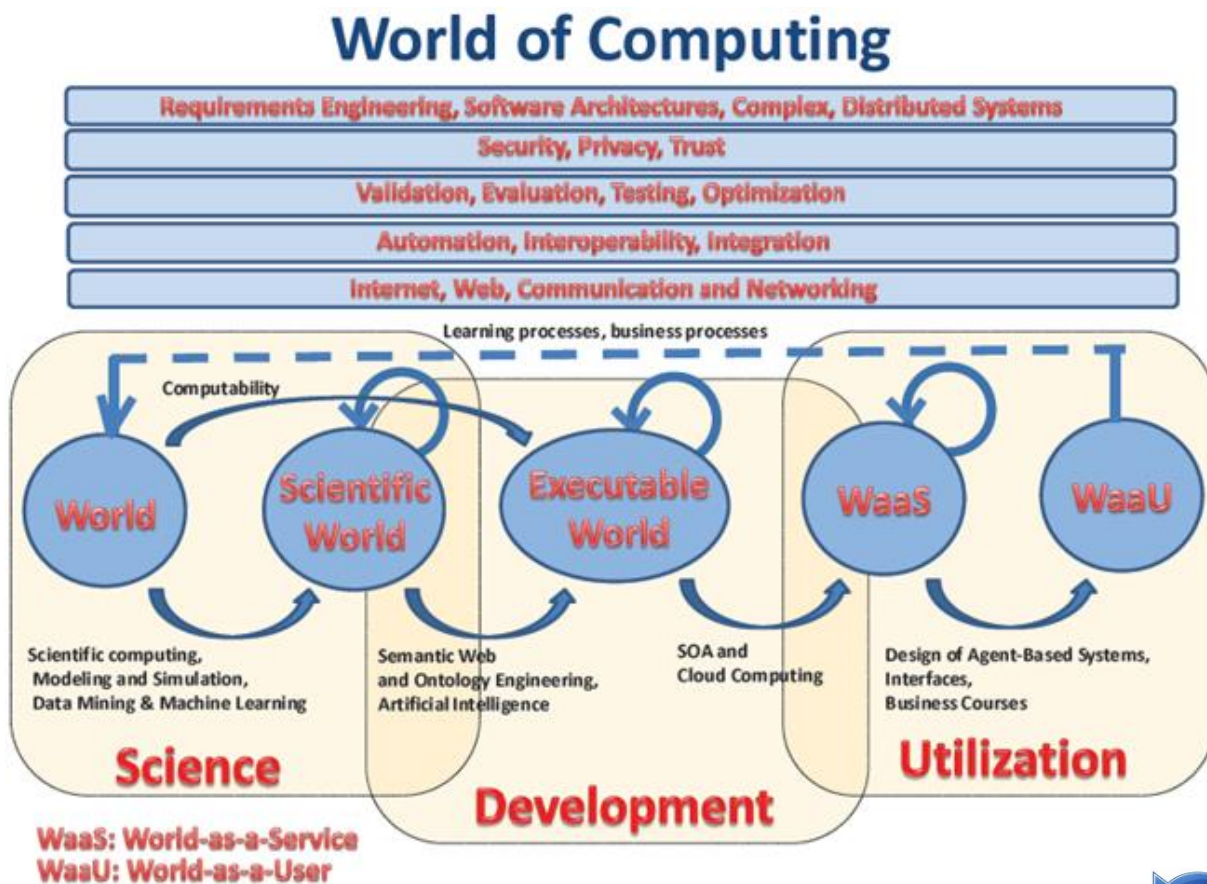 World of Computing
Requirements Engineering, Software Architectures, Complex, Distributed Systems
Security, Privacy, Trust
Validation, Evaluation, Testing, Optimization
Automation, Interoperability, Integration
Internet, Web, Communication and Networking
Learning processes, business processes
Computability
World
Scientific
World
Executable
World
WaaS
WaaU
Scientific computing,
Modeling and Simulation,
Data Mining & Machine Learning
Semantic Web
and Ontology Engineering,
Artificial Intelligence
SOA and
Cloud Computing
Design of Agent-Based Systems,
Interfaces,
Business Courses
Science
Development
Utilization
WaaS: World-as-a-Service
WaaU: World-as-a-User